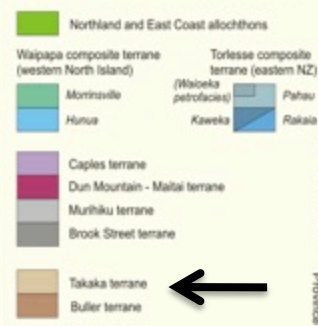 Northland and East Coast allochthons
Waipapa composite terrane
(western North Island)
Morrinsville
Hunua
Torlesse composite
terrane (eastern NZ)
(Waioeka
petrofacies)
Pahau
Kaweka
Rakaia
Caples terrane
Dun Mountain - Maitai terrane
Murihiku terrane
Brook Street terrane
Takaka terrane
Buller terrane
Province